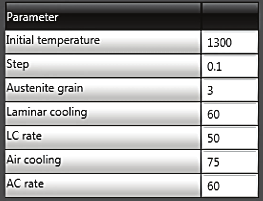 Parameter
Initial temperature 1300
Step 0.1
Austenite grain 3
Laminar cooling 60
LC rate 50
Air cooling 75
AC rate 60